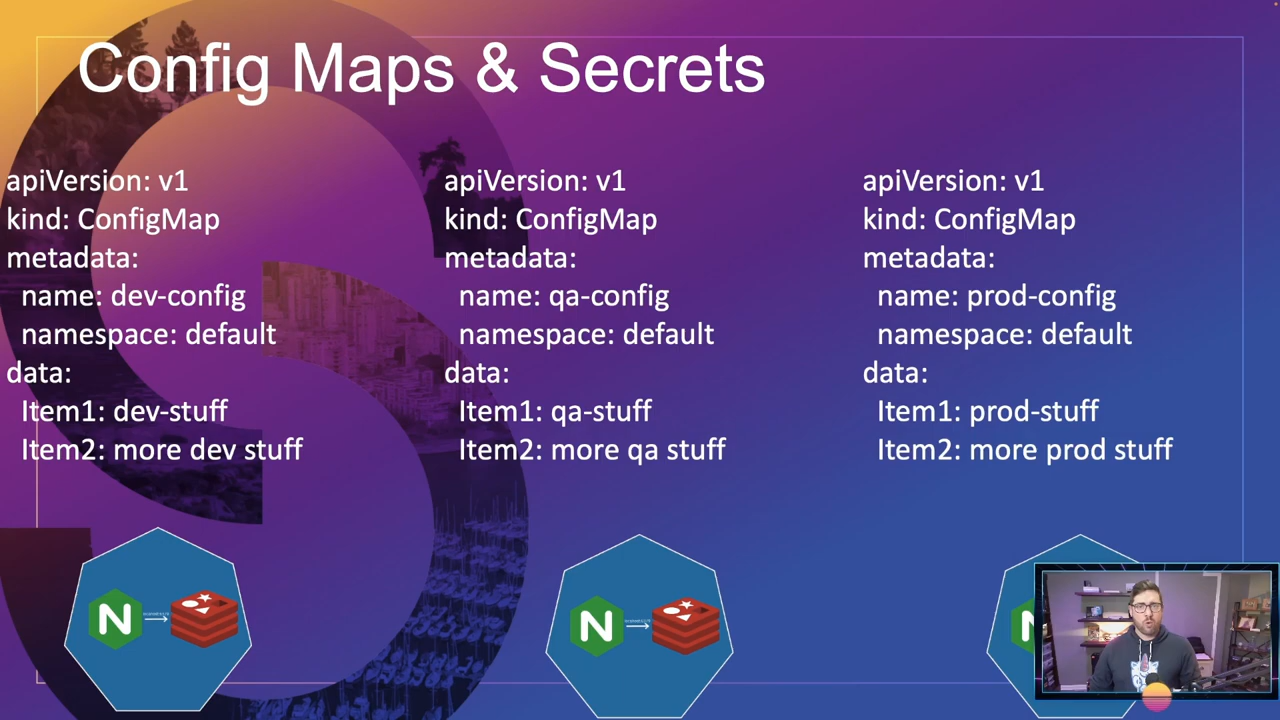 Config Maps & Secrets
apiVersion: v1
kind: ConfigMap
metadata:
name: dev-config
namespace: default
data:
Item1: dev-stuff
Item2: more dev stuff
apiVersion: v1
kind: ConfigMap
metadata:
name: qa-config
namespace: default
data:
Item1: qa-stuff
Item2: more qa stuff
apiVersion: v1
kind: ConfigMap
metadata:
name: prod-config
namespace: default
data:
Item1: prod-stuff
Item2: more prod stuff
N
N
N